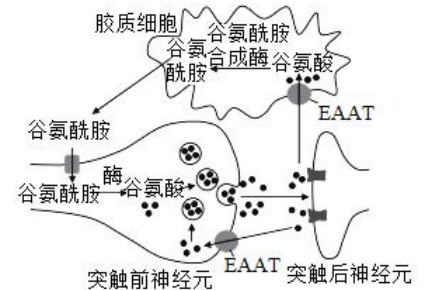 胶质细胞
谷氨酰胺
合成酶
谷氨
酰胺
谷氨酸
EAAT
谷氨酰胺
谷氨酰胺
酶
谷氨酸
EAAT
突触前神经元
突触后神经元